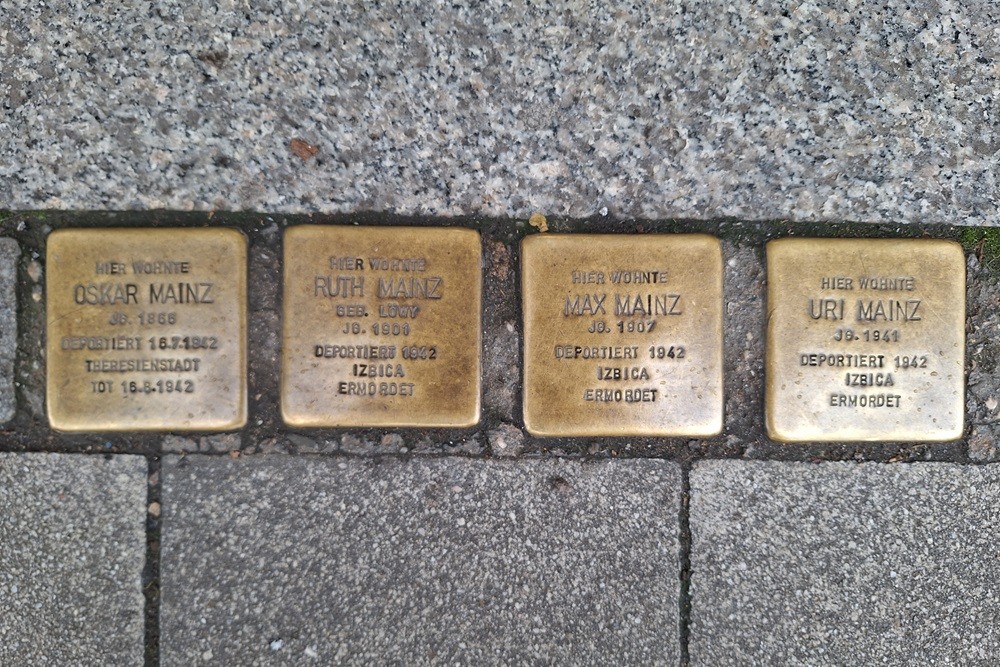 HIER WOHNTE
OSKAR MAINZ
JG. 1866
DEPORTIERT 16.7.1942
THERESIENSTADT
TOT 16.8.1942
HIER WOHNTE
RUTH MAINZ
GEB. LÖWY
JG. 1901
DEPORTIERT 1942
IZBICA
ERMORDET
HIER WOHNTE
MAX MAINZ
JG. 1907
DEPORTIERT 1942
IZBICA
ERMORDET
HIER WOHNTE
URI MAINZ
JG. 1941
DEPORTIERT 1942
IZBICA
ERMORDET